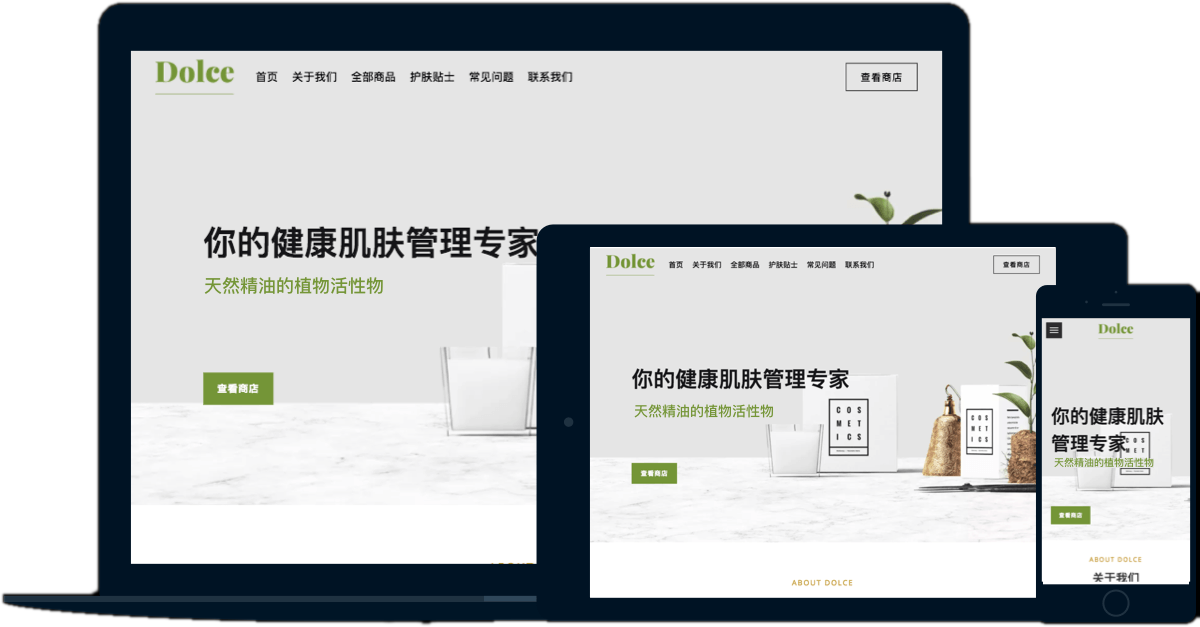 Dolce
首页 关于我们 全部商品 护肤贴士 常见问题 联系我们
查看商店
你的健康肌肤管理专家
天然精油的植物活性物
查看商店
Dolce
首页 关于我们 全部商品 护肤贴士 常见问题 联系我们
查看商店
你的健康肌肤管理专家
天然精油的植物活性物
COS
MET
ICS
COS
MET
ICS
查看商店
ABOUT DOLCE
Dolce
你的健康肌肤
管理专家
天然精油的植物活性物
查看商店
ABOUT DOLCE
关于我们